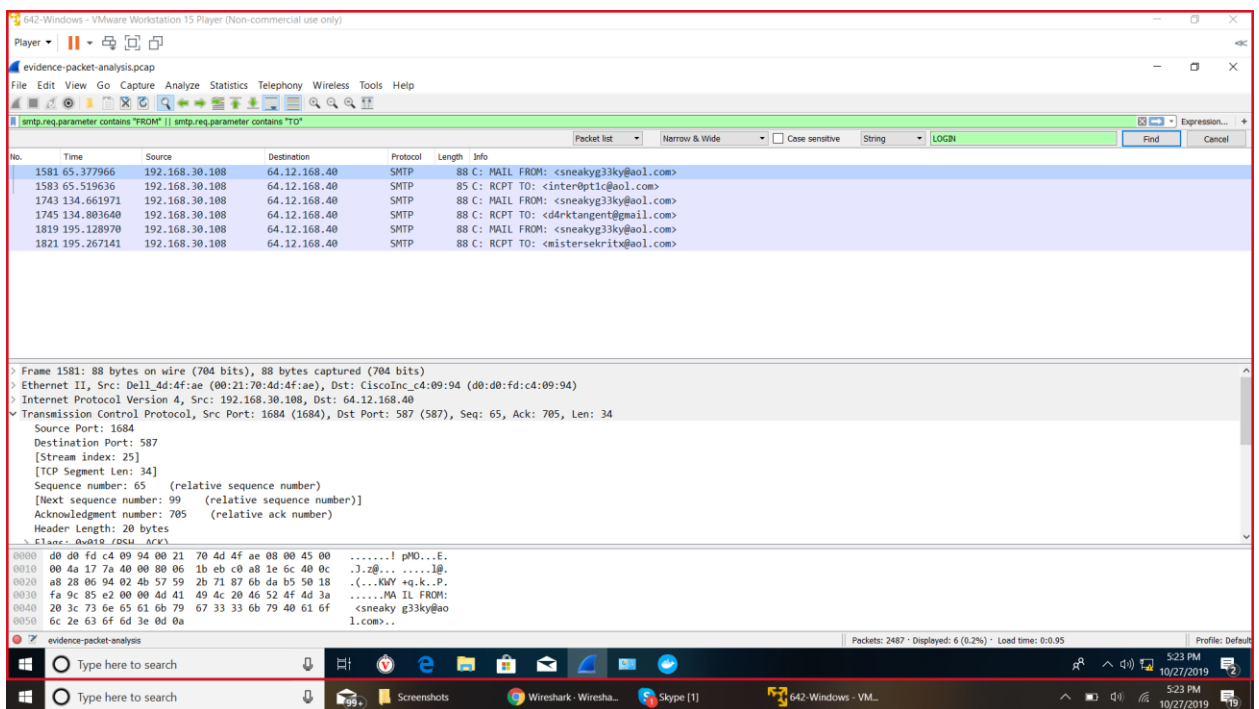 642-Windows - VMware Workstation 15 Player (Non-commercial use only)
Player
evidence-packet-analysis.pcap
File Edit View Go Capture Analyze Statistics Telephony Wireless Tools Help
smtp.req.parameter contains "FROM" || smtp.req.parameter contains "TO"
Expression... +
Packet list Narrow & Wide Case sensitive String LOGIN Find Cancel
No. Time Source Destination Protocol Length Info
1581 65.377966 192.168.30.108 64.12.168.40 SMTP 88 C: MAIL FROM: <sneakyg33ky@aol.com>
1583 65.519636 192.168.30.108 64.12.168.40 SMTP 85 C: RCPT TO: <inter0pt1c@aol.com>
1743 134.661971 192.168.30.108 64.12.168.40 SMTP 88 C: MAIL FROM: <sneakyg33ky@aol.com>
1745 134.803640 192.168.30.108 64.12.168.40 SMTP 88 C: RCPT TO: <d4rktangent@gmail.com>
1819 195.128970 192.168.30.108 64.12.168.40 SMTP 88 C: MAIL FROM: <sneakyg33ky@aol.com>
1821 195.267141 192.168.30.108 64.12.168.40 SMTP 88 C: RCPT TO: <mistersekritx@aol.com>
> Frame 1581: 88 bytes on wire (704 bits), 88 bytes captured (704 bits)
> Ethernet II, Src: Dell_4d:4f:ae (00:21:70:4d:4f:ae), Dst: CiscoInc_c4:09:94 (d0:d0:fd:c4:09:94)
> Internet Protocol Version 4, Src: 192.168.30.108, Dst: 64.12.168.40
Transmission Control Protocol, Src Port: 1684 (1684), Dst Port: 587 (587), Seq: 65, Ack: 705, Len: 34
Source Port: 1684
Destination Port: 587
[Stream index: 25]
[TCP Segment Len: 34]
Sequence number: 65 (relative sequence number)
[Next sequence number: 99 (relative sequence number)]
Acknowledgment number: 705 (relative ack number)
Header Length: 20 bytes
> Flags: 0x018 (PSH, ACK)
0000 d0 d0 fd c4 09 94 00 21 70 4d 4f ae 08 00 45 00 .......! pMO...E.
0010 00 4a 17 7a 40 00 80 06 1b eb c0 a8 1e 6c 40 0c .J.z@... .....l@.
0020 a8 28 06 94 02 4b 57 59 2b 71 87 6b da b5 50 18 .(...KWY +q.k..P.
0030 fa 9c 85 e2 00 00 4d 41 49 4c 20 46 52 4f 4d 3a ......MA IL FROM:
0040 20 3c 73 6e 65 61 6b 79 67 33 33 6b 79 40 61 6f <sneaky g33ky@ao
0050 6c 2e 63 6f 6d 3e 0d 0a l.com>..
evidence-packet-analysis
Packets: 2487 · Displayed: 6 (0.2%) · Load time: 0:0.95
Profile: Default
Type here to search
5:23 PM
10/27/2019
2
Type here to search
99+
Screenshots
Wireshark · Wiresha...
Skype [1]
642-Windows - VM...
5:23 PM
10/27/2019
19